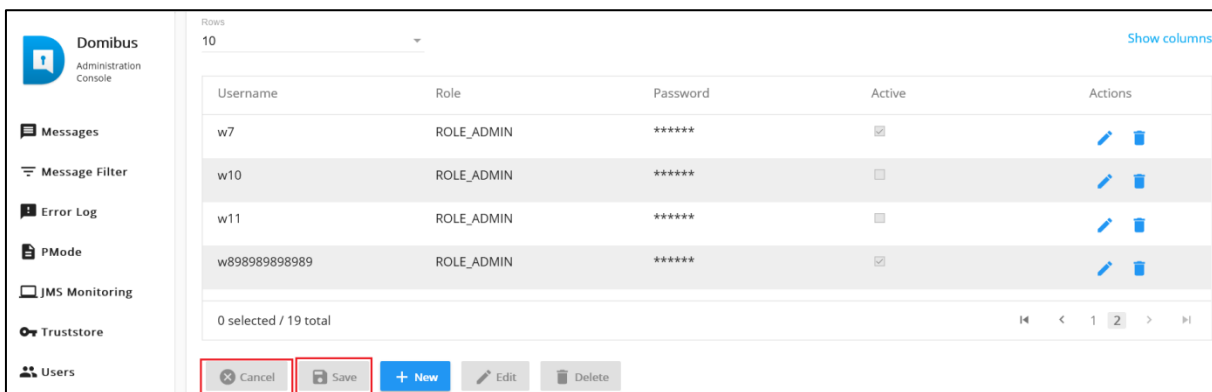 Domibus
Administration
Console
Messages
Message Filter
Error Log
PMode
JMS Monitoring
Truststore
Users
Rows
10
Show columns
Username Role Password Active Actions
w7 ROLE_ADMIN ******
w10 ROLE_ADMIN ******
w11 ROLE_ADMIN ******
w898989898989 ROLE_ADMIN ******
0 selected / 19 total 1 2
Cancel Save + New Edit Delete